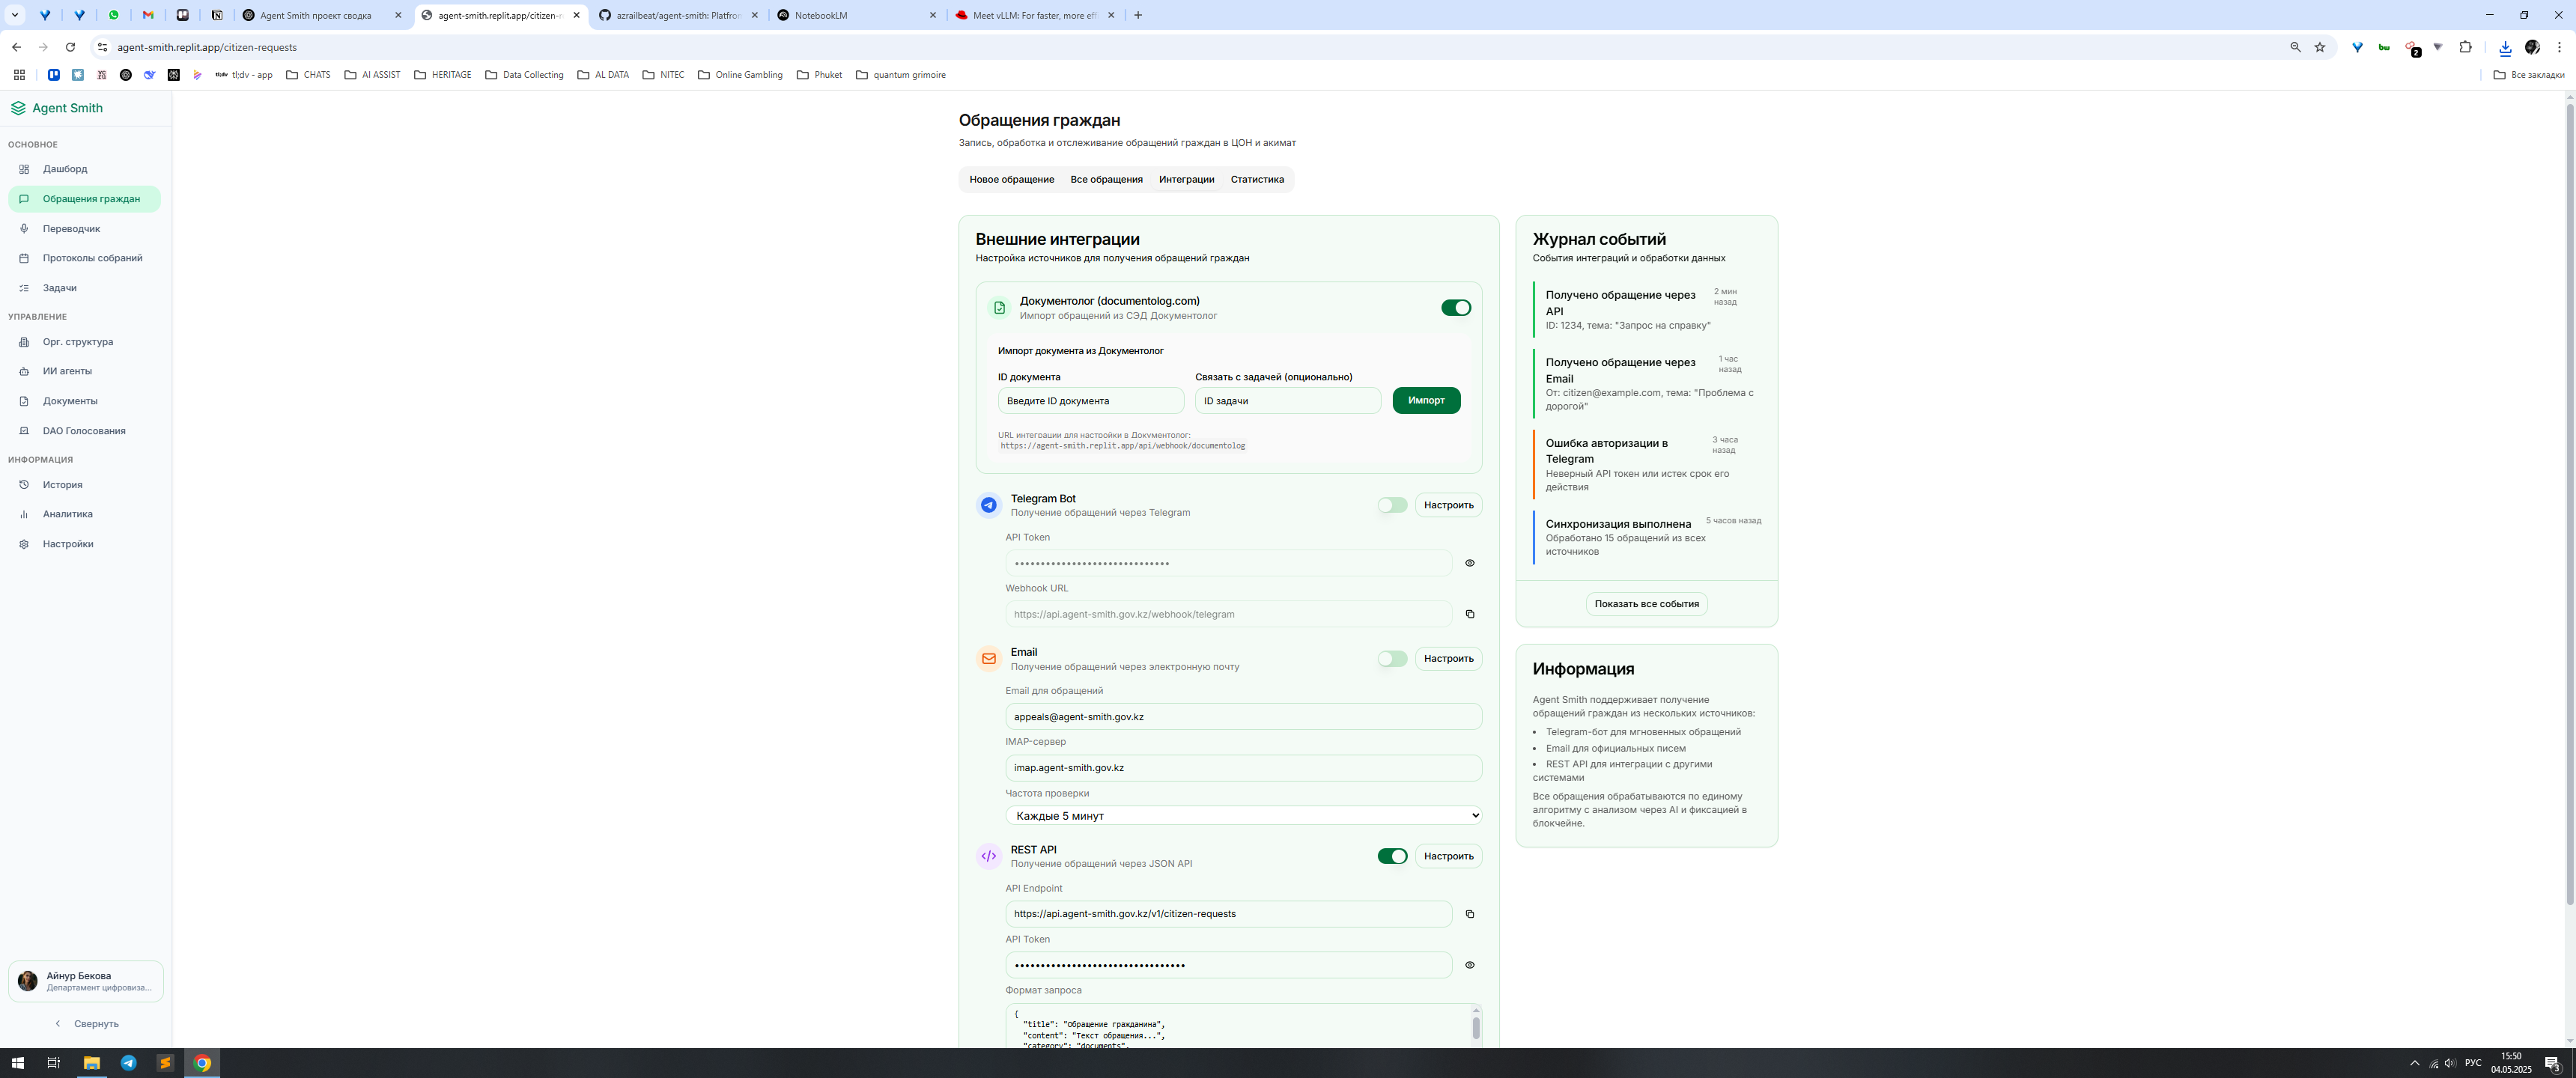 Agent Smith проект сводка
agent-smith.replit.app/citizen-r
azrailbeat/agent-smith: Platfro
NotebookLM
Meet vLLM: For faster, more eff
agent-smith.replit.app/citizen-requests
2
tl;dv tl;dv - app
CHATS
AI ASSIST
HERITAGE
Data Collecting
AL DATA
NITEC
Online Gambling
Phuket
quantum grimoire
Все закладки
Agent Smith
ОСНОВНОЕ
Дашборд
Обращения граждан
Переводчик
Протоколы собраний
Задачи
УПРАВЛЕНИЕ
Орг. структура
ИИ агенты
Документы
DAO Голосования
ИНФОРМАЦИЯ
История
Аналитика
Настройки
Айнур Бекова
Департамент цифровиза...
Свернуть
Обращения граждан
Запись, обработка и отслеживание обращений граждан в ЦОН и акимат
Новое обращение Все обращения Интеграции Статистика
Внешние интеграции
Настройка источников для получения обращений граждан
Документолог (documentolog.com)
Импорт обращений из СЭД Документолог
Импорт документа из Документолог
ID документа Связать с задачей (опционально)
Введите ID документа ID задачи Импорт
URL интеграции для настройки в Документолог:
https://agent-smith.replit.app/api/webhook/documentolog
Telegram Bot
Получение обращений через Telegram
Настроить
API Token
Webhook URL
https://api.agent-smith.gov.kz/webhook/telegram
Email
Получение обращений через электронную почту
Настроить
Email для обращений
appeals@agent-smith.gov.kz
IMAP-сервер
imap.agent-smith.gov.kz
Частота проверки
Каждые 5 минут
REST API
Получение обращений через JSON API
Настроить
API Endpoint
https://api.agent-smith.gov.kz/v1/citizen-requests
API Token
Формат запроса
{
"title": "Обращение гражданина",
"content": "Текст обращения...",
"category": "documents",
Журнал событий
События интеграций и обработки данных
Получено обращение через
API
2 мин
назад
ID: 1234, тема: "Запрос на справку"
Получено обращение через
Email
1 час
назад
От: citizen@example.com, тема: "Проблема с
дорогой"
Ошибка авторизации в
Telegram
3 часа
назад
Неверный API токен или истек срок его
действия
Синхронизация выполнена
5 часов назад
Обработано 15 обращений из всех
источников
Показать все события
Информация
Agent Smith поддерживает получение
обращений граждан из нескольких источников:
• Telegram-бот для мгновенных обращений
• Email для официальных писем
• REST API для интеграции с другими
системами
Все обращения обрабатываются по единому
алгоритму с анализом через AI и фиксацией в
блокчейне.
РУС
15:50
04.05.2025
3